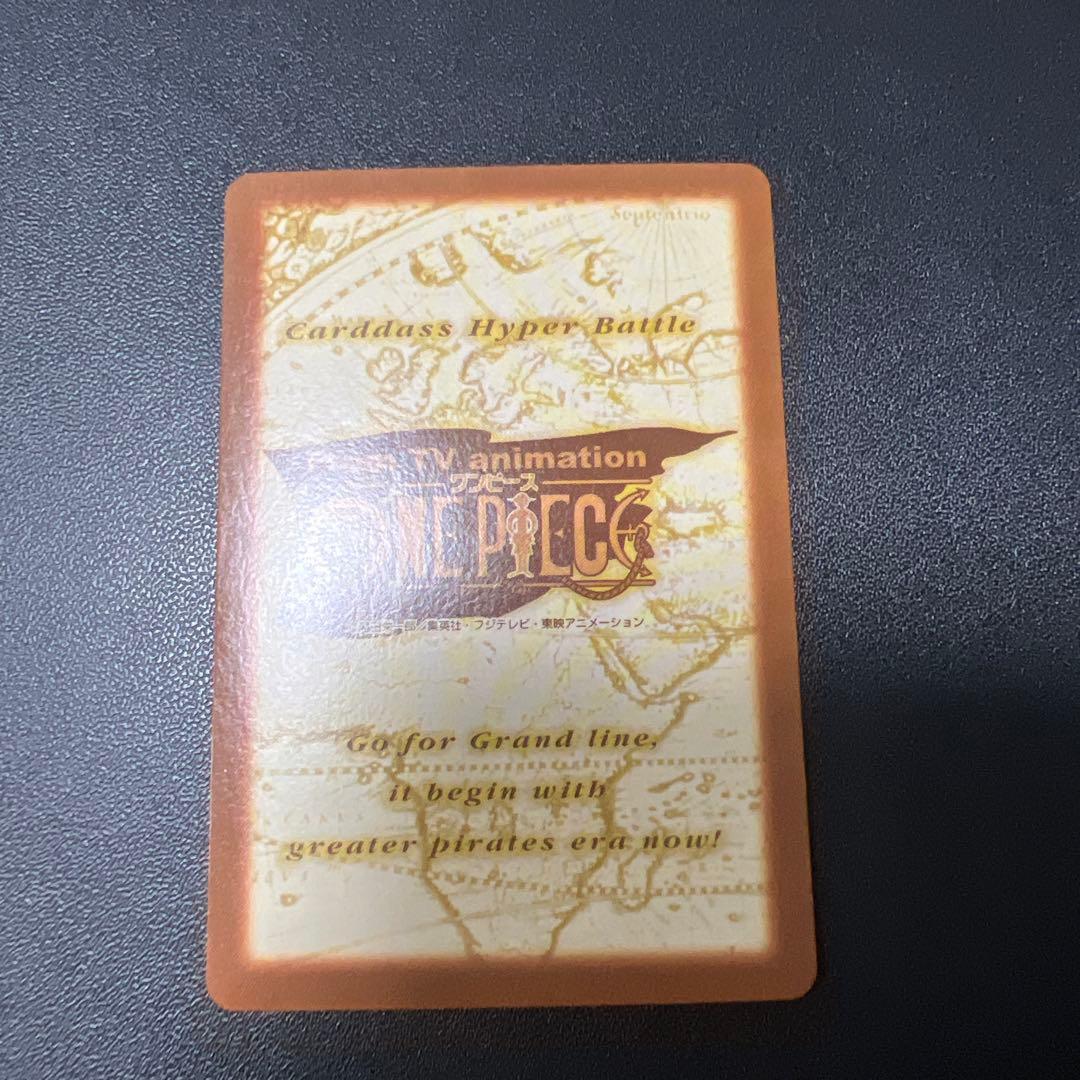 Septentrio
Carddass Hyper Battle
From TV animation
ワンピース
ONE PIECE
集英社・フジテレビ・東映アニメーション
Go for Grand line,
it begin with
greater pirates era now!